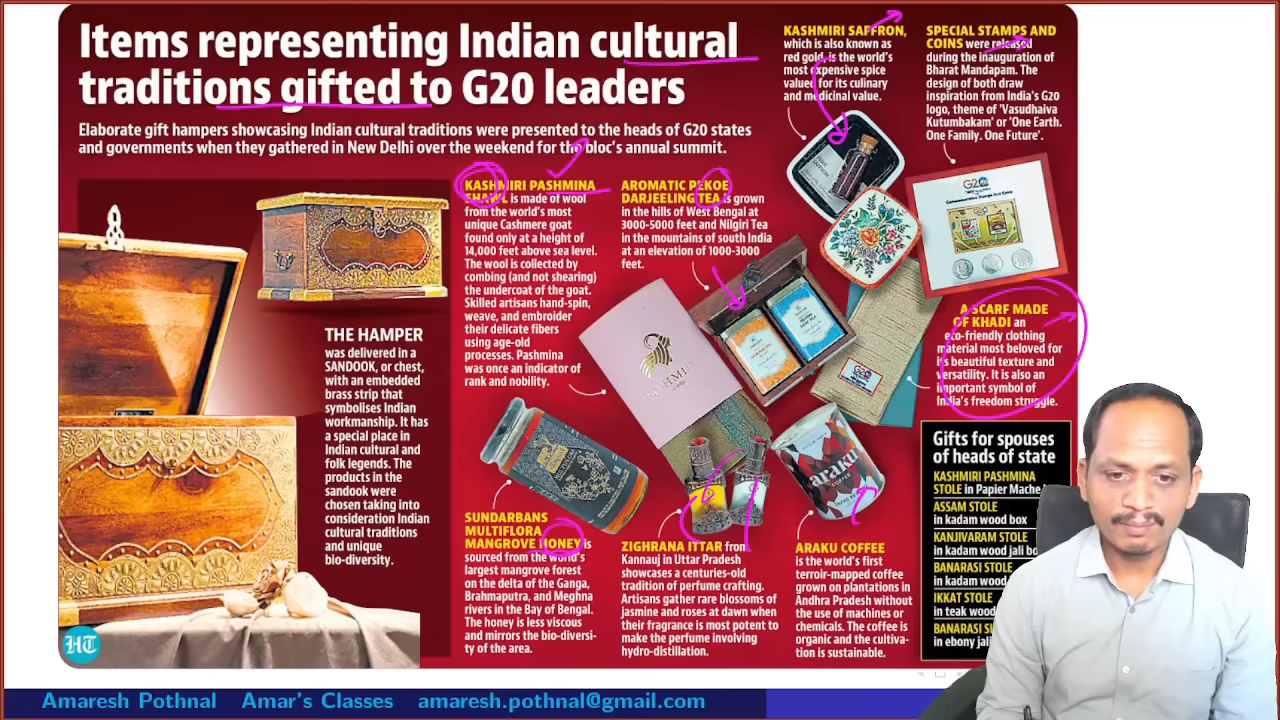 Items representing Indian cultural
traditions gifted to G20 leaders
Elaborate gift hampers showcasing Indian cultural traditions were presented to the heads of G20 states
and governments when they gathered in New Delhi over the weekend for the bloc's annual summit.
THE HAMPER
was delivered in a
SANDOOK, or chest,
with an embedded
brass strip that
symbolises Indian
workmanship. It has
a special place in
Indian cultural and
folk legends. The
products in the
sandook were
chosen taking into
consideration Indian
cultural traditions
and unique
bio-diversity.
HT
KASHMIRI PASHMINA
SHAWL is made of wool
from the world's most
unique Cashmere goat
found only at a height of
14,000 feet above sea level.
The wool is collected by
combing (and not shearing)
the undercoat of the goat.
Skilled artisans hand-spin,
weave, and embroider
their delicate fibers
using age-old
processes. Pashmina
was once an indicator of
rank and nobility.
AROMATIC PEKOE
DARJEELING TEA is grown
in the hills of West Bengal at
3000-5000 feet and Nilgiri Tea
in the mountains of south India
at an elevation of 1000-3000
feet.
KASHMIRI SAFFRON,
which is also known as
red gold, is the world's
most expensive spice
valued for its culinary
and medicinal value.
SPECIAL STAMPS AND
COINS were released
during the inauguration of
Bharat Mandapam. The
design of both draw
inspiration from India's G20
logo, theme of 'Vasudhaiva
Kutumbakam' or 'One Earth.
One Family. One Future'.
G20
A SCARF MADE
OF KHADI an
eco-friendly clothing
material most beloved for
its beautiful texture and
versatility. It is also an
important symbol of
India's freedom struggle.
SUNDARBANS
MULTIFLORA
MANGROVE HONEY is
sourced from the world's
largest mangrove forest
on the delta of the Ganga,
Brahmaputra, and Meghna
rivers in the Bay of Bengal.
The honey is less viscous
and mirrors the bio-diversi-
ty of the area.
ZIGHRANA ITTAR from
Kannauj in Uttar Pradesh
showcases a centuries-old
tradition of perfume crafting.
Artisans gather rare blossoms of
jasmine and roses at dawn when
their fragrance is most potent to
make the perfume involving
hydro-distillation.
araku
COFFEE
ARAKU COFFEE
is the world's first
terroir-mapped coffee
grown on plantations in
Andhra Pradesh without
the use of machines or
chemicals. The coffee is
organic and the cultiva-
tion is sustainable.
Gifts for spouses
of heads of state
KASHMIRI PASHMINA
STOLE in Papier Mache
ASSAM STOLE
in kadam wood box
KANJIVARAM STOLE
in kadam wood jali
BANARASI STOLE
in kadam wood
IKKAT STOLE
in teak wood
BANARASI
in ebony jali
Amaresh Pothnal Amar's Classes amaresh.pothnal@gmail.com